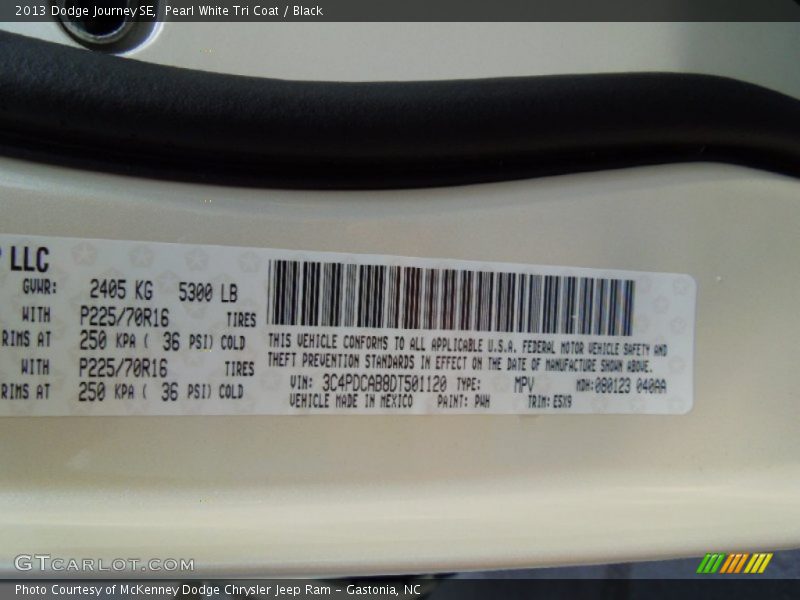 2013 Dodge Journey SE, Pearl White Tri Coat / Black
LLC
GVWR: 2405 KG 5300 LB
WITH P225/70R16 TIRES
RIMS AT 250 KPA ( 36 PSI) COLD
WITH P225/70R16 TIRES
RIMS AT 250 KPA ( 36 PSI) COLD
THIS VEHICLE CONFORMS TO ALL APPLICABLE U.S.A. FEDERAL MOTOR VEHICLE SAFETY AND
THEFT PREVENTION STANDARDS IN EFFECT ON THE DATE OF MANUFACTURE SHOWN ABOVE.
VIN: 3C4PDCAB8DT501120 TYPE: MPV MDH:080123 040AA
VEHICLE MADE IN MEXICO PAINT: PWH TRIM: E5X9
GTCARLOT.COM
Photo Courtesy of McKenney Dodge Chrysler Jeep Ram - Gastonia, NC